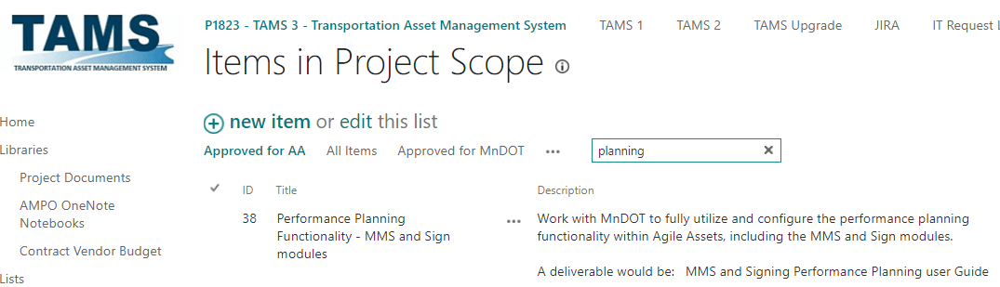 TAMS
TRANSPORTATION ASSET MANAGEMENT SYSTEM
P1823 - TAMS 3 - Transportation Asset Management System TAMS 1 TAMS 2 TAMS Upgrade JIRA IT Request L
Items in Project Scope
Home
Libraries
Project Documents
AMPO OneNote
Notebooks
Contract Vendor Budget
Lists
new item or edit this list
Approved for AA All Items Approved for MnDOT ... planning
ID Title Description
38 Performance Planning
Functionality - MMS and Sign
modules
...
Work with MnDOT to fully utilize and configure the performance planning
functionality within Agile Assets, including the MMS and Sign modules.
A deliverable would be: MMS and Signing Performance Planning user Guide